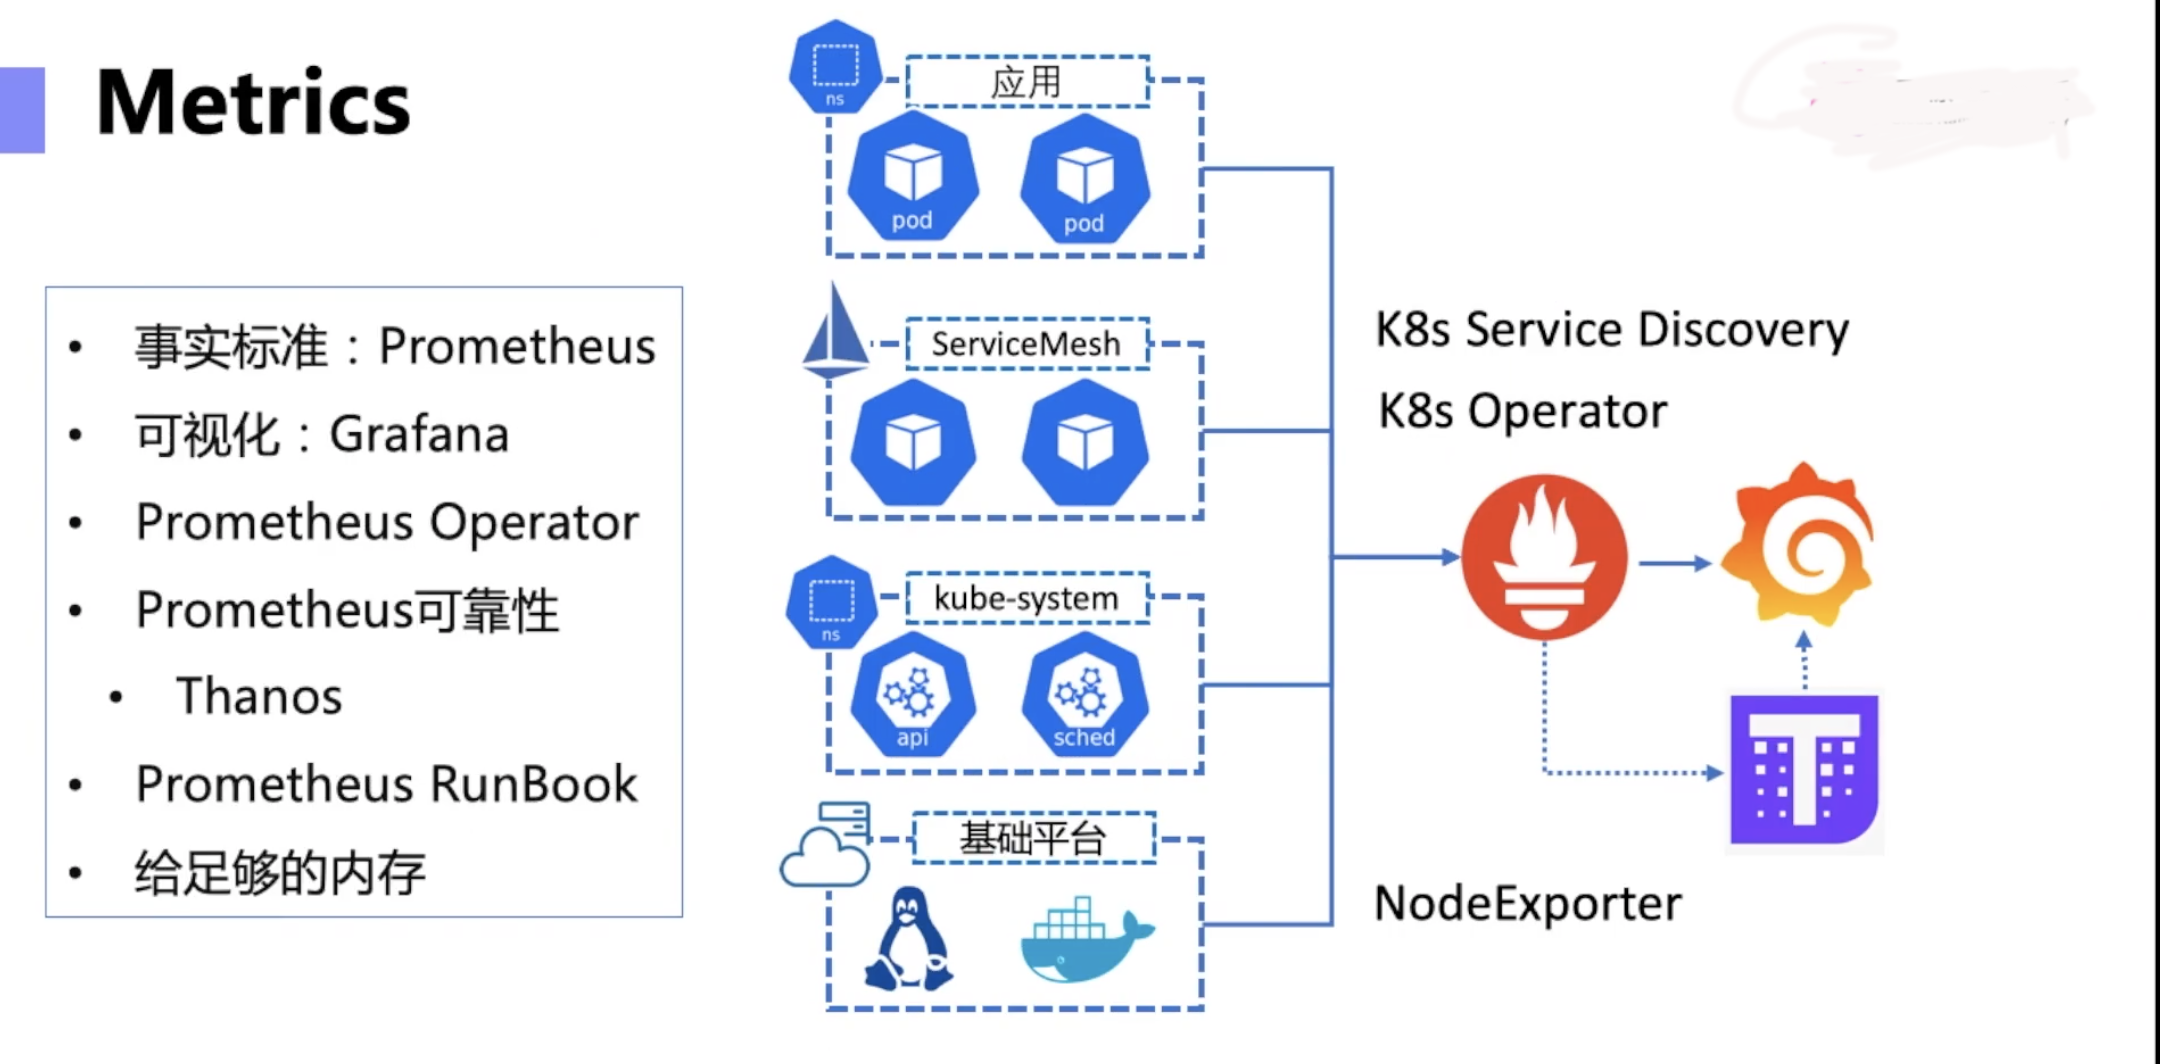 Metrics
• 事实标准：Prometheus
• 可视化：Grafana
• Prometheus Operator
• Prometheus可靠性
• Thanos
• Prometheus RunBook
• 给足够的内存
ns
应用
pod
pod
ServiceMesh
ns
kube-system
api
sched
基础平台
K8s Service Discovery
K8s Operator
T
NodeExporter